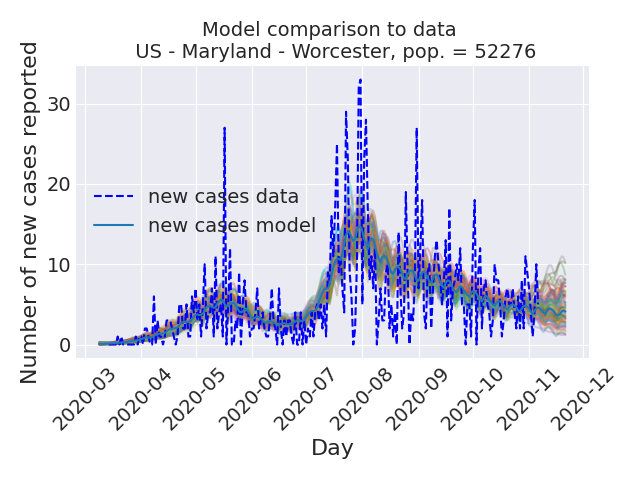 Model comparison to data
US - Maryland - Worcester, pop. = 52276
Number of new cases reported
30
20
10
0
new cases data
new cases model
2020-03
2020-04
2020-05
2020-06
2020-07
2020-08
2020-09
2020-10
2020-11
2020-12
Day